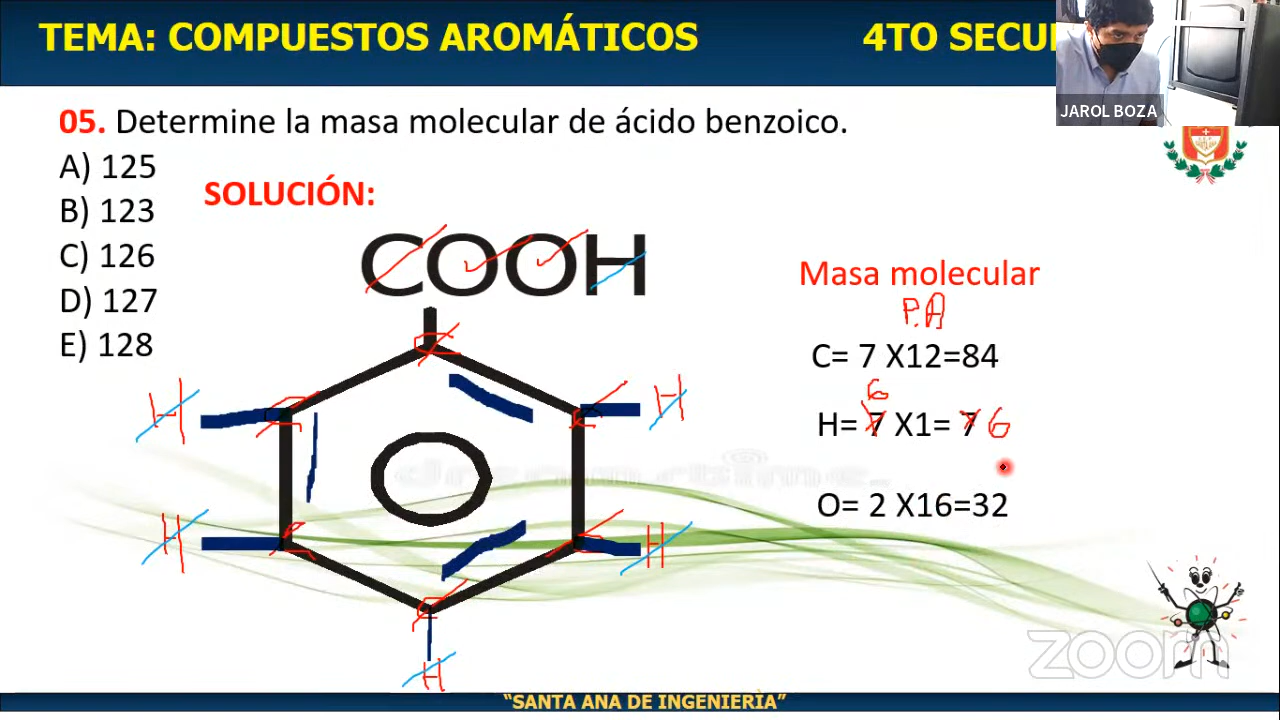 TEMA: COMPUESTOS AROMÁTICOS 4TO SECU
JAROL BOZA
05. Determine la masa molecular de ácido benzoico.
A) 125
B) 123
C) 126
D) 127
E) 128
SOLUCIÓN:
COOH
C
C
C
C
C
C
H
H
H
H
H
Masa molecular
P.A
C= 7 X12=84
6
H= 7 X1= 7 6
O= 2 X16=32
zoom
“SANTA ANA DE INGENIERÌA”